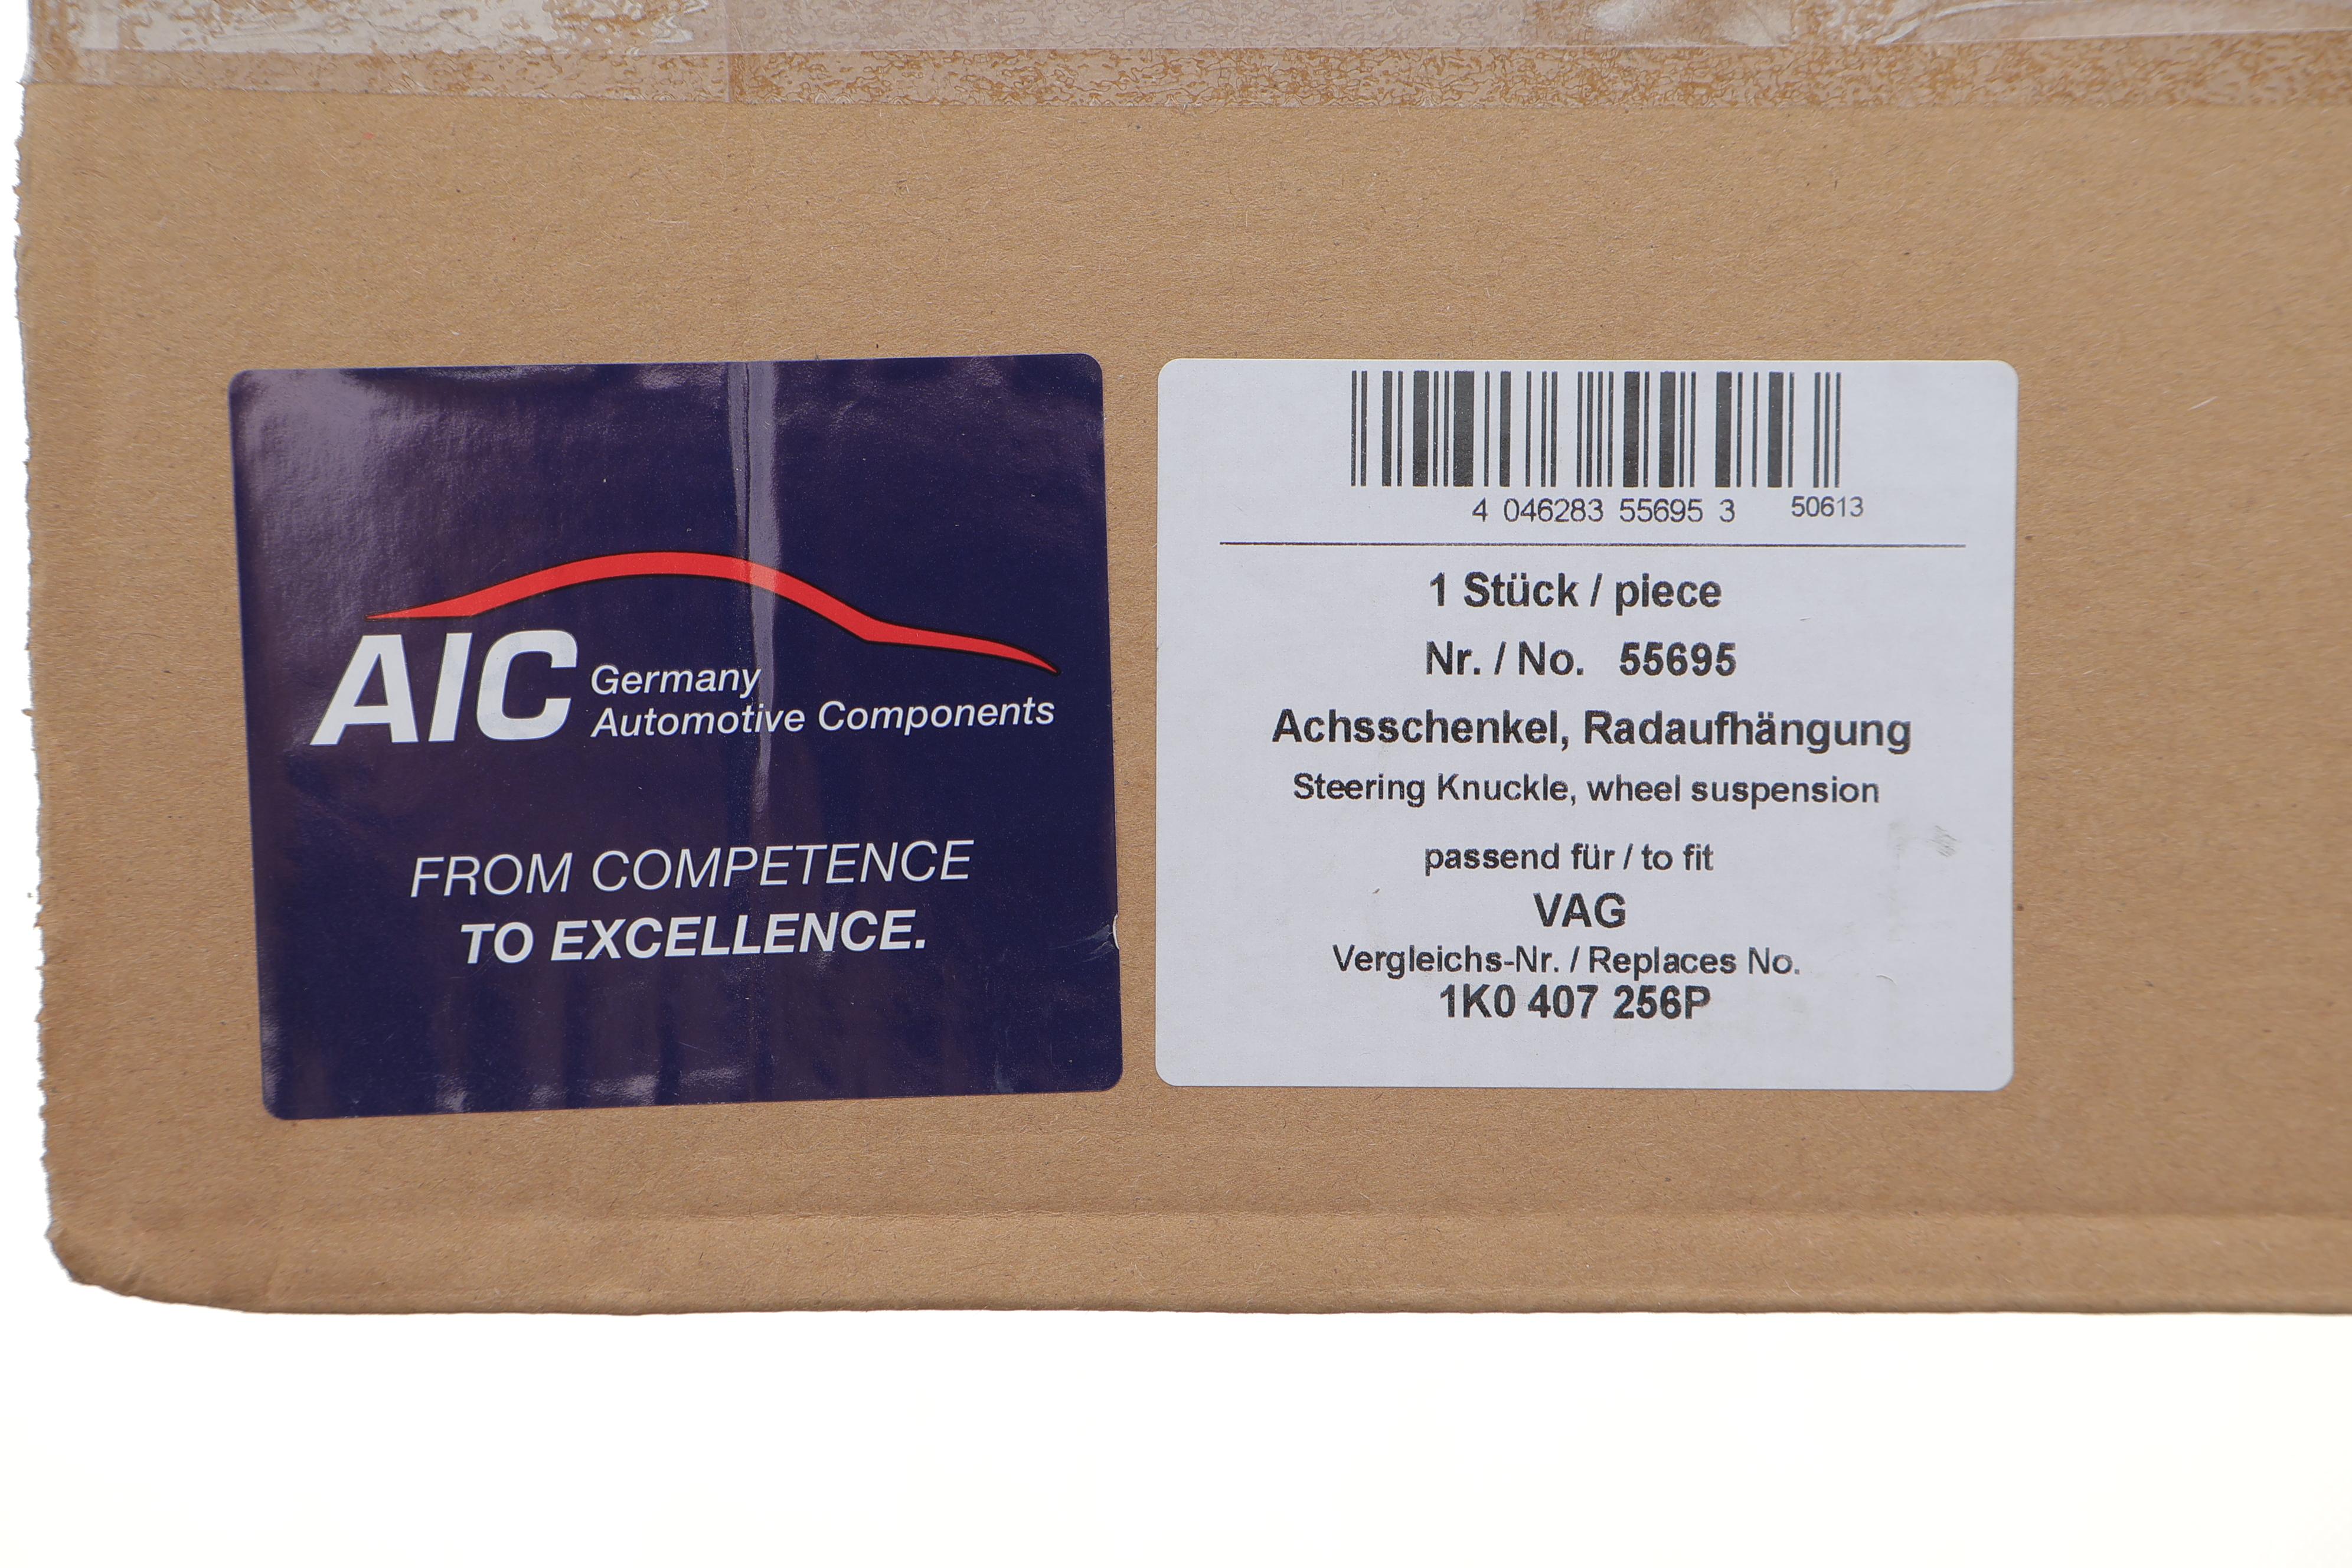 AIC Germany
Automotive Components
FROM COMPETENCE
TO EXCELLENCE.
4 046283 55695 3 50613
1 Stück / piece
Nr. / No. 55695
Achsschenkel, Radaufhängung
Steering Knuckle, wheel suspension
passend für / to fit
VAG
Vergleichs-Nr. / Replaces No.
1K0 407 256P